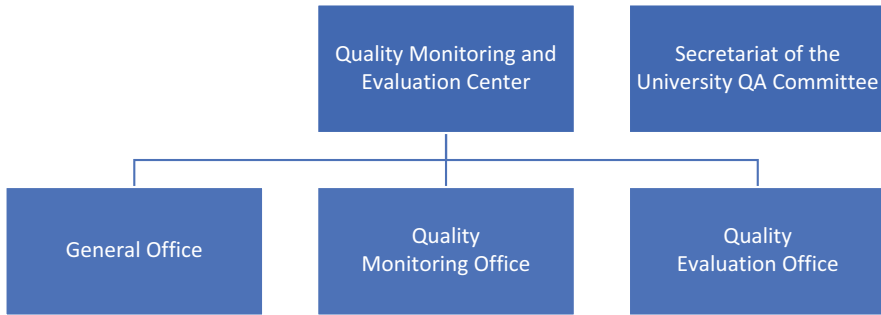 Quality Monitoring and
Evaluation Center
Secretariat of the
University QA Committee
General Office
Quality
Monitoring Office
Quality
Evaluation Office